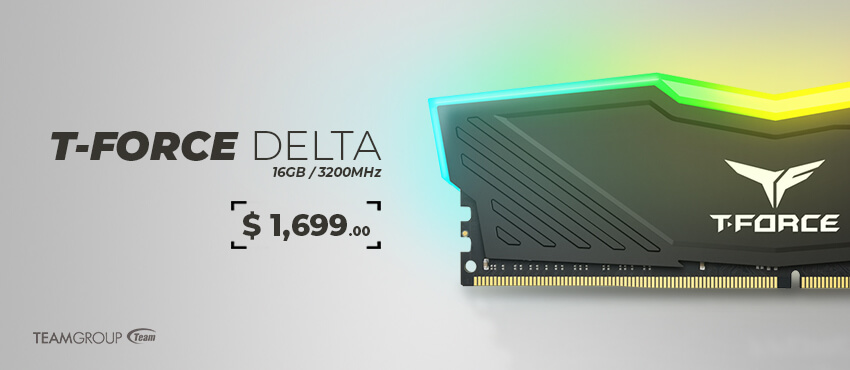 T-FORCE DELTA
16GB / 3200MHz
$ 1,699.00
T-FORCE
TEAMGROUP Team